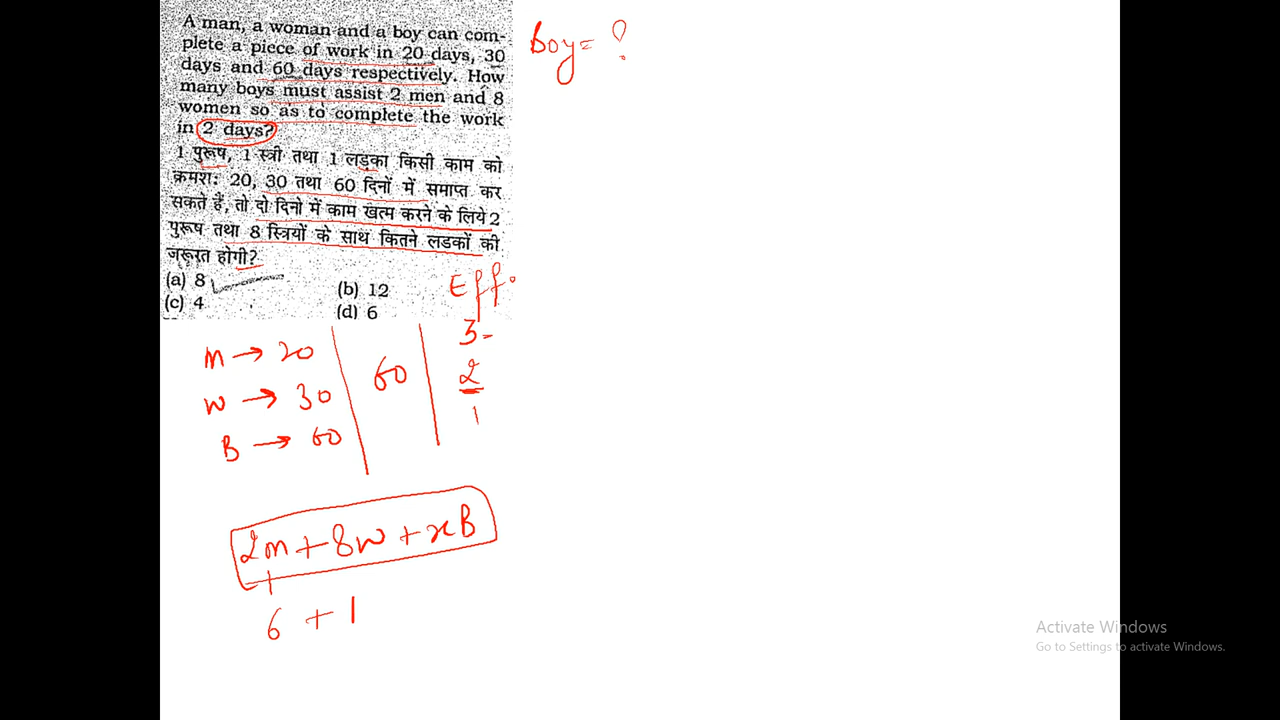 A man, a woman and a boy can com-
plete a piece of work in 20 days, 30
days and 60 days respectively. How
many boys must assist 2 men and 8
women so as to complete the work
in 2 days?
1 पुरूष, 1 स्त्री तथा 1 लड़का किसी काम को
क्रमशः 20, 30 तथा 60 दिनों में समाप्त कर
सकते हैं, तो दो दिनो में काम खत्म करने के लिये 2
पुरूष तथा 8 स्त्रियों के साथ कितने लडकों की
जरूरत होगी?
(a) 8
(b) 12
(c) 4
(d) 6
Boy = ?
Eff.
M → 20
W → 30
B → 60
60
3
2
1
2m + 8w + xB
6 + 1
Activate Windows
Go to Settings to activate Windows.